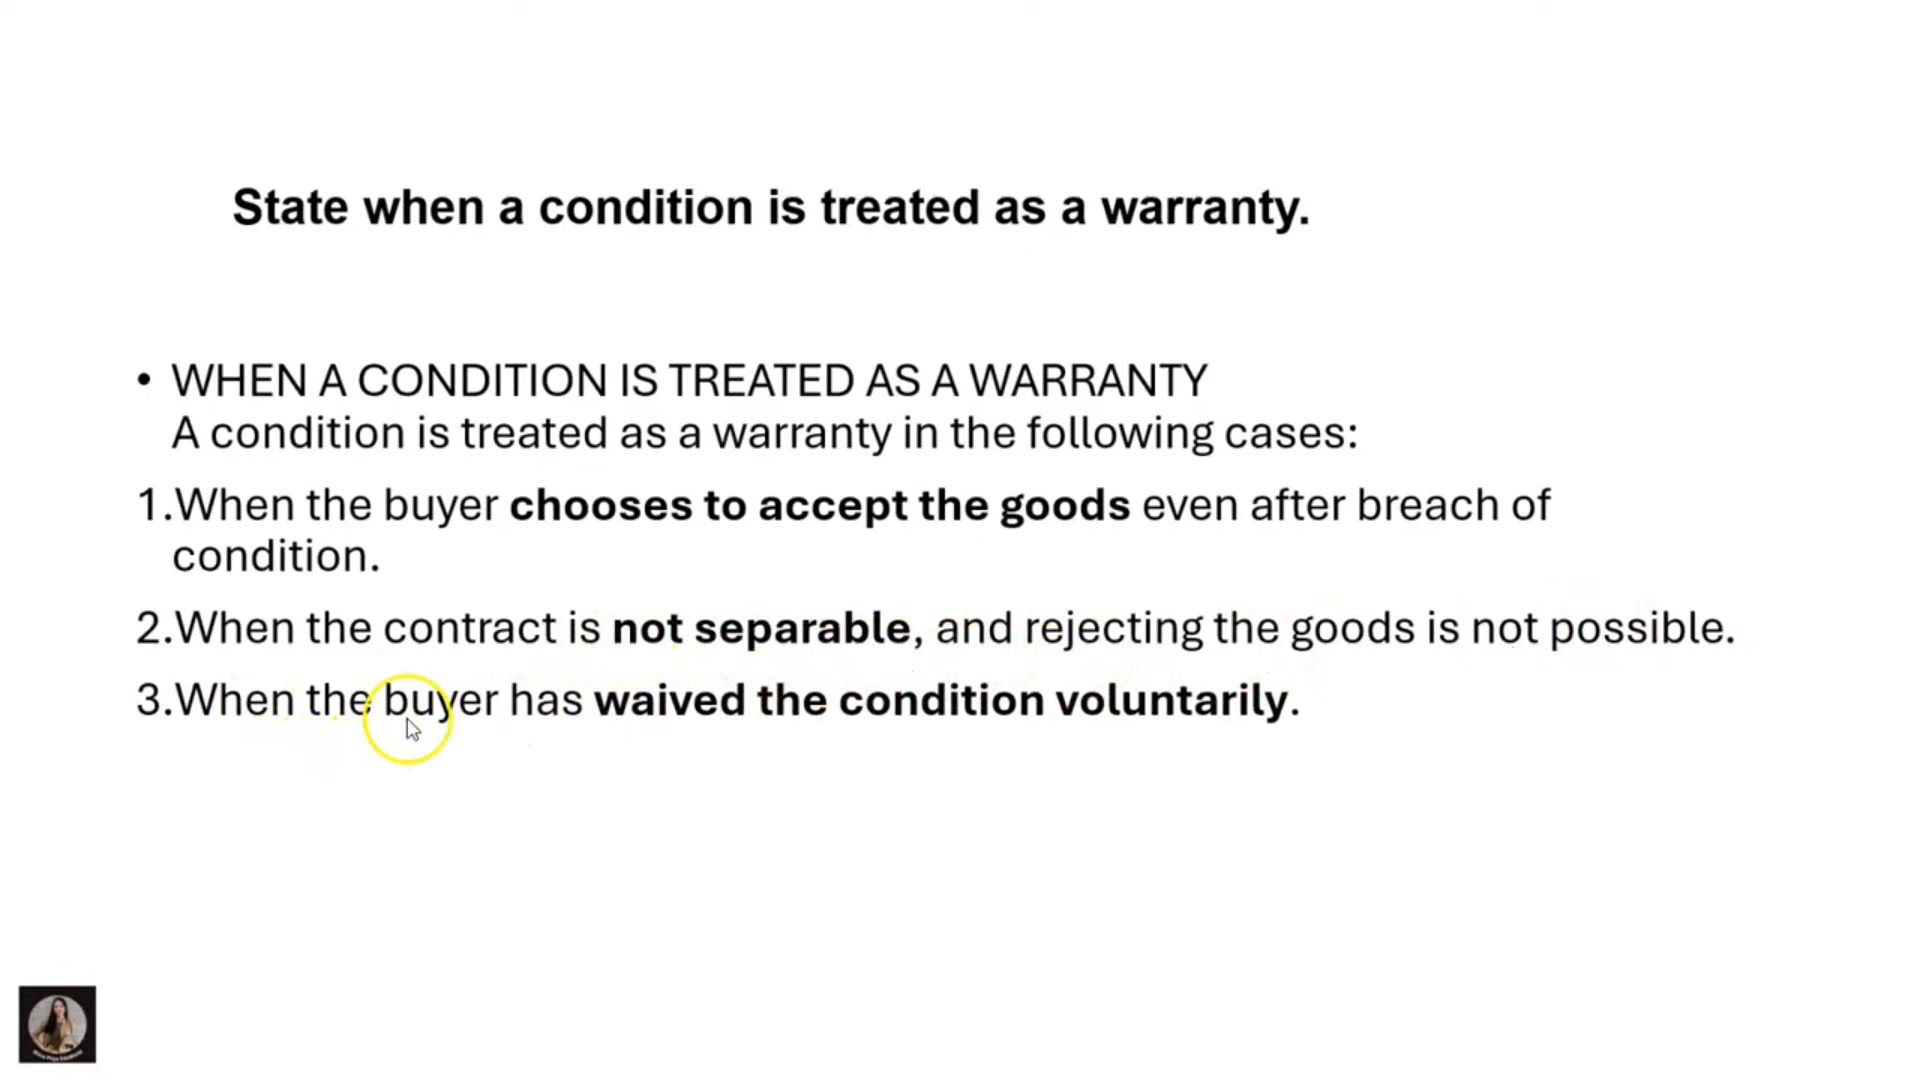 State when a condition is treated as a warranty.
• WHEN A CONDITION IS TREATED AS A WARRANTY
A condition is treated as a warranty in the following cases:
1.When the buyer chooses to accept the goods even after breach of
condition.
2.When the contract is not separable, and rejecting the goods is not possible.
3.When the buyer has waived the condition voluntarily.